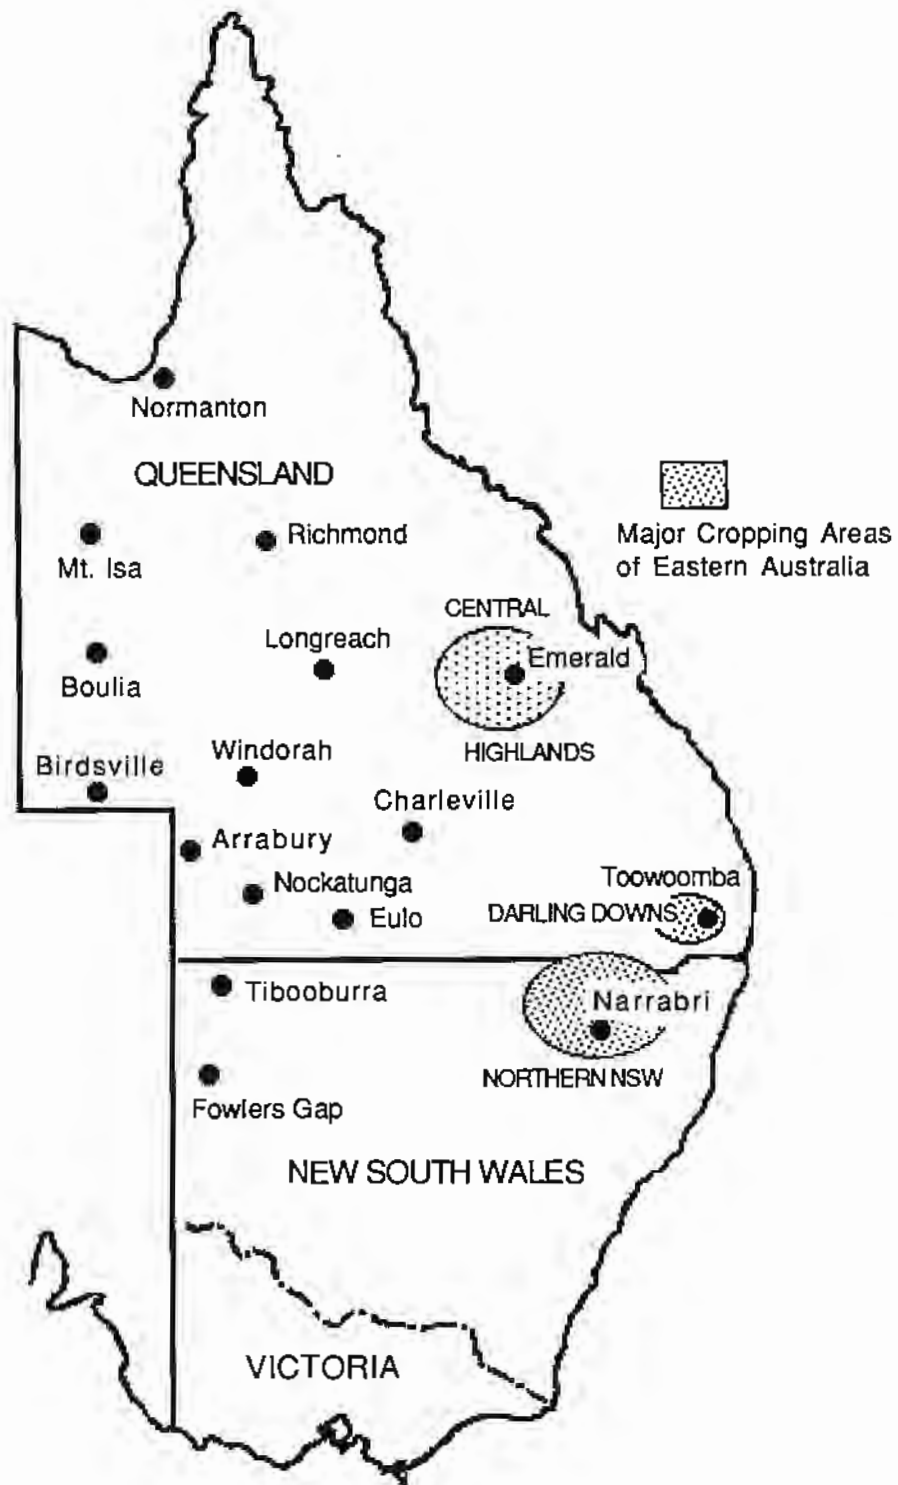 Normanton
QUEENSLAND
Richmond
Mt. Isa
Major Cropping Areas
of Eastern Australia
CENTRAL
Longreach
Emerald
Boulia
Windorah
HIGHLANDS
Birdsville
Charleville
Arrabury
Toowoomba
Nockatunga
DARLING DOWNS
Eulo
Tibooburra
Narrabri
NORTHERN NSW
Fowlers Gap
NEW SOUTH WALES
VICTORIA